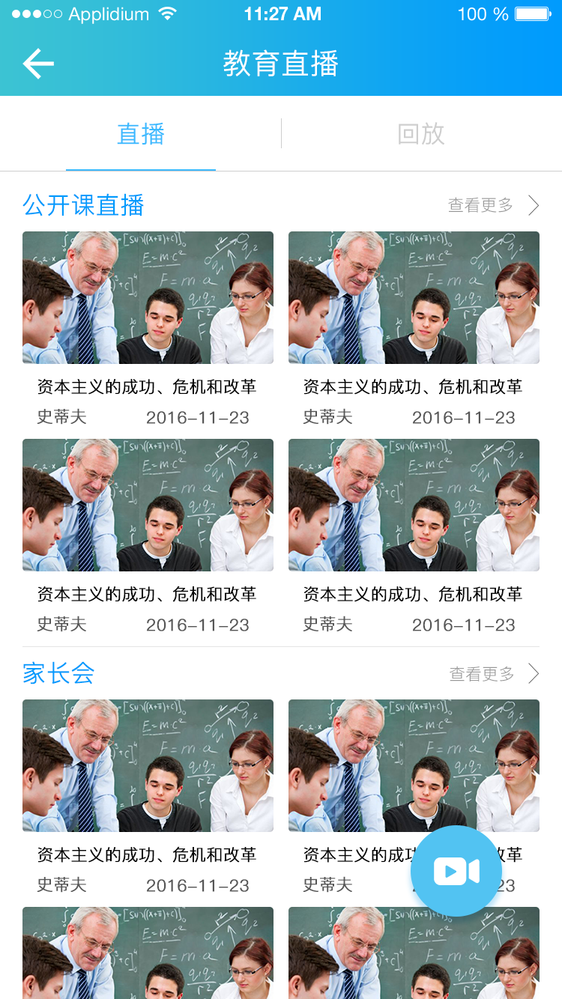 Applidium 11:27 AM 100 %
教育直播
直播 回放
公开课直播 查看更多
资本主义的成功、危机和改革 资本主义的成功、危机和改革
史蒂夫 2016-11-23 史蒂夫 2016-11-23
资本主义的成功、危机和改革 资本主义的成功、危机和改革
史蒂夫 2016-11-23 史蒂夫 2016-11-23
家长会 查看更多
资本主义的成功、危机和改革 资本主义的成功、 革
史蒂夫 2016-11-23 史蒂夫 23